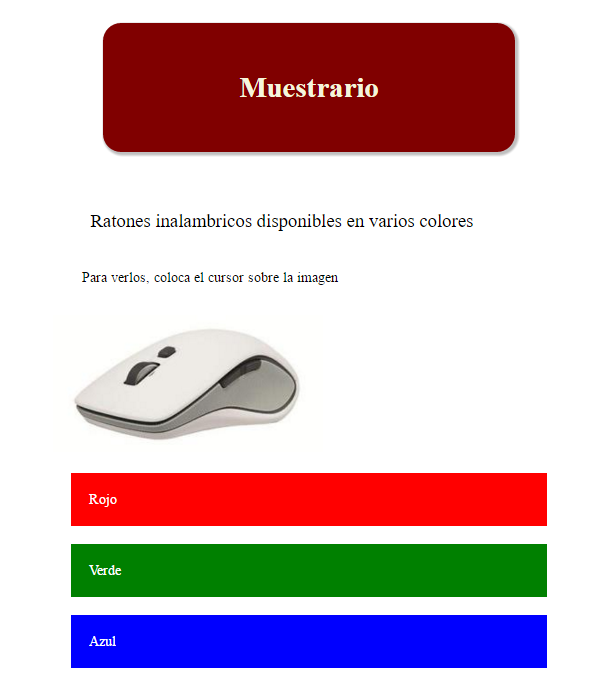 Muestrario
Ratones inalambricos disponibles en varios colores
Para verlos, coloca el cursor sobre la imagen
Rojo
Verde
Azul